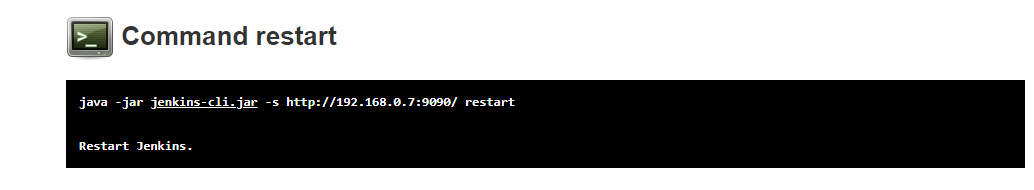 >_ Command restart
java -jar jenkins-cli.jar -s http://192.168.0.7:9090/ restart
Restart Jenkins.